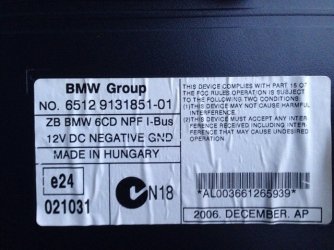 BMW Group
NO. 6512 9131851-01
ZB BMW 6CD NPF I-Bus
12V DC NEGATIVE GND
MADE IN HUNGARY
THIS DEVICE COMPLIES WITH PART 15 OF
THE FCC RULES OPERATION IS SUBJECT
TO THE FOLLOWING TWO CONDITIONS
(1) THIS DEVICE MAY NOT CAUSE HARMFUL
INTERFERENCE
(2) THIS DEVICE MUST ACCEPT ANY INTER
FERENCE RECEIVED INCLUDING INTER-
FERENCE THAT MAY CAUSE UNDESIRED
OPERATION.
e24
021031
N18
*AL003661265939*
2006. DECEMBER. AP